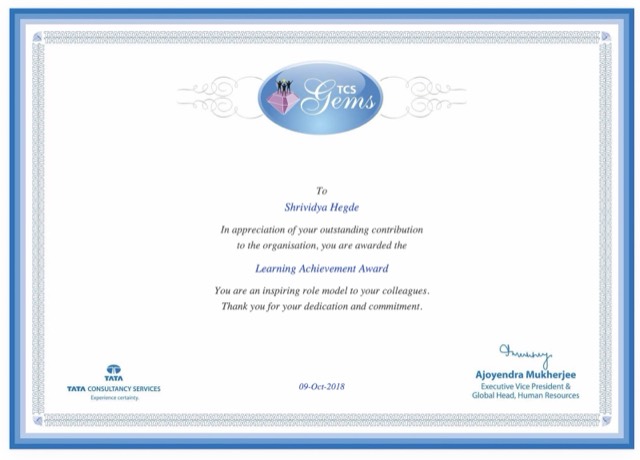 TCS
Gems
To
Shrividya Hegde
In appreciation of your outstanding contribution
to the organisation, you are awarded the
Learning Achievement Award
You are an inspiring role model to your colleagues.
Thank you for your dedication and commitment.
TATA
TATA CONSULTANCY SERVICES
Experience certainty.
09-Oct-2018
Ajoyendra Mukherjee
Executive Vice President &
Global Head, Human Resources